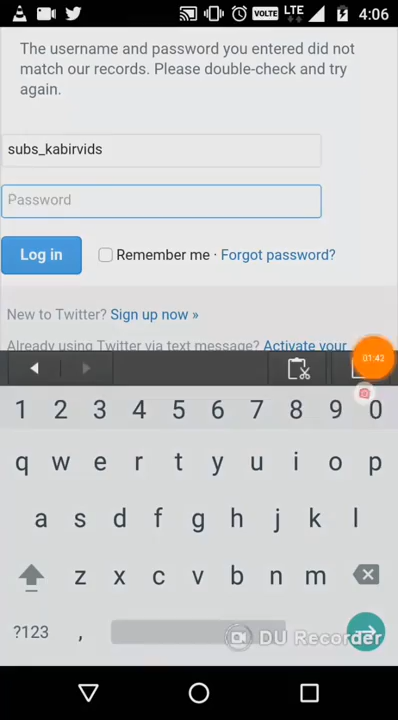 VOLTE LTE 4:06
The username and password you entered did not
match our records. Please double-check and try
again.
subs_kabirvids
Password
Log in Remember me · Forgot password?
New to Twitter? Sign up now »
Already using Twitter via text message? Activate your
01:42
1 2 3 4 5 6 7 8 9 0
q w e r t y u i o p
a s d f g h j k l
z x c v b n m
?123 , DU Recorder